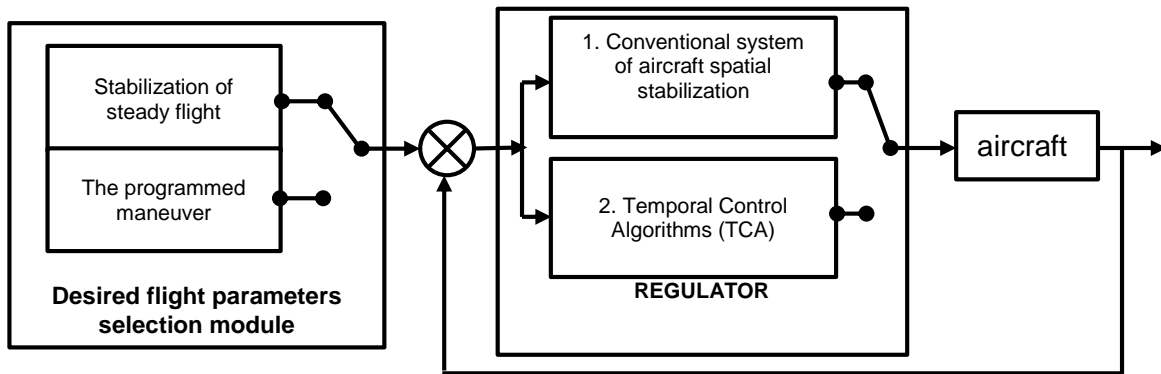 Stabilization of
steady flight
The programmed
maneuver
Desired flight parameters
selection module
1. Conventional system
of aircraft spatial
stabilization
2. Temporal Control
Algorithms (TCA)
REGULATOR
aircraft